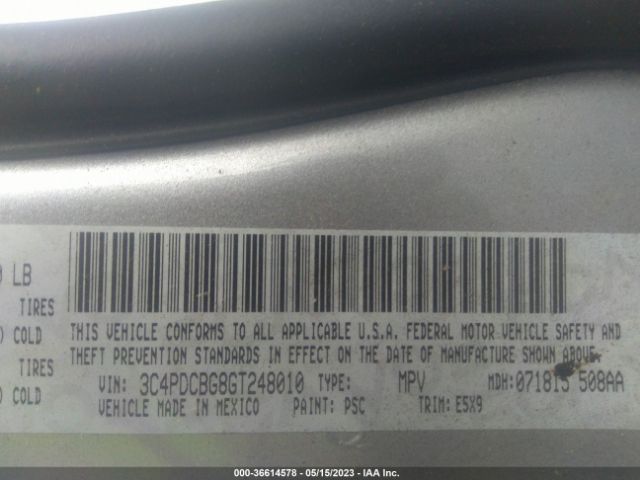 LB
TIRES
COLD
TIRES
COLD
THIS VEHICLE CONFORMS TO ALL APPLICABLE U.S.A. FEDERAL MOTOR VEHICLE SAFETY AND
THEFT PREVENTION STANDARDS IN EFFECT ON THE DATE OF MANUFACTURE SHOWN ABOVE.
VIN: 3C4PDCBG8GT248010 TYPE: MPV MDH: 071815 508AA
VEHICLE MADE IN MEXICO PAINT: PSC TRIM: E5X9
000-36614578 - 05/15/2023 - IAA Inc.